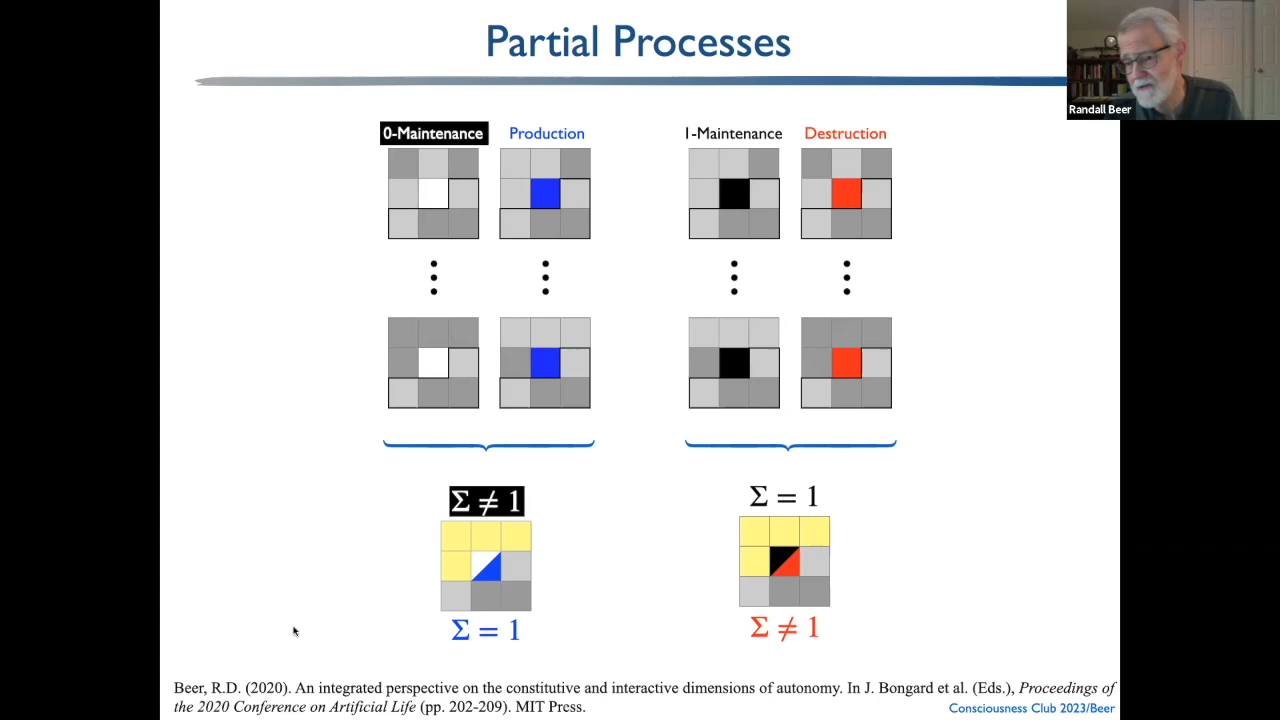 Partial Processes
Randall Beer
0-Maintenance Production 1-Maintenance Destruction
Σ ≠ 1 Σ = 1
Σ = 1 Σ ≠ 1
Beer, R.D. (2020). An integrated perspective on the constitutive and interactive dimensions of autonomy. In J. Bongard et al. (Eds.), Proceedings of
the 2020 Conference on Artificial Life (pp. 202-209). MIT Press.
Consciousness Club 2023/Beer